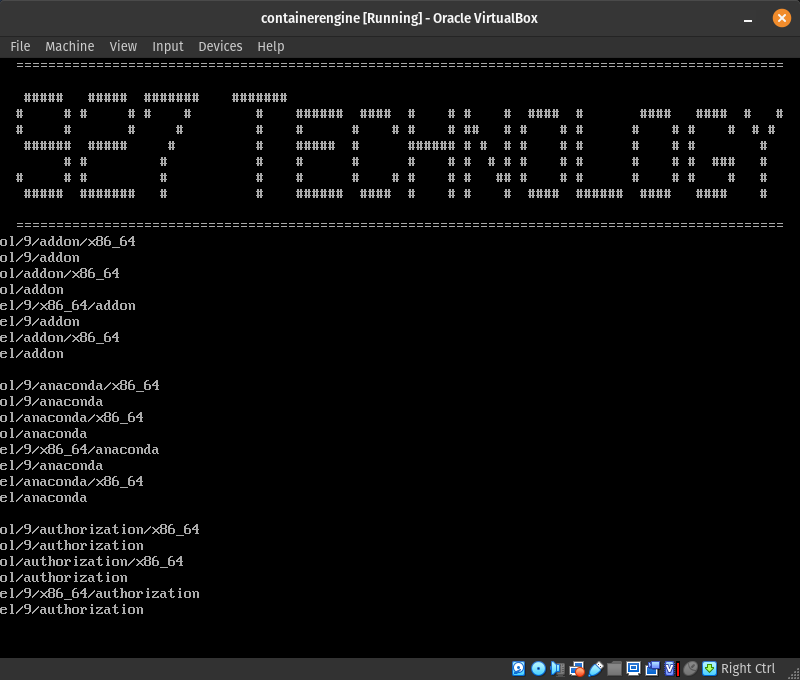 containerengine [Running] - Oracle VirtualBox
File Machine View Input Devices Help
927 TECHNOLOGY
ol/9/addon/x86_64
ol/9/addon
ol/addon/x86_64
ol/addon
el/9/x86_64/addon
el/9/addon
el/addon/x86_64
el/addon
ol/9/anaconda/x86_64
ol/9/anaconda
ol/anaconda/x86_64
ol/anaconda
el/9/x86_64/anaconda
el/9/anaconda
el/anaconda/x86_64
el/anaconda
ol/9/authorization/x86_64
ol/9/authorization
ol/authorization/x86_64
ol/authorization
el/9/x86_64/authorization
el/9/authorization
Right Ctrl